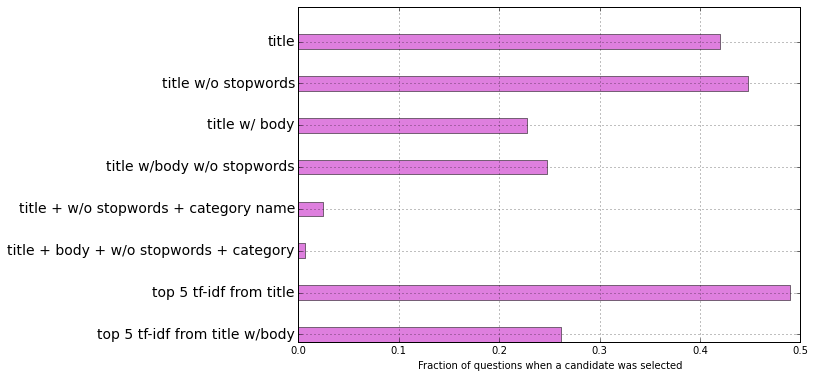 title
title w/o stopwords
title w/ body
title w/body w/o stopwords
title + w/o stopwords + category name
title + body + w/o stopwords + category
top 5 tf-idf from title
top 5 tf-idf from title w/body
0.0 0.1 0.2 0.3 0.4 0.5
Fraction of questions when a candidate was selected